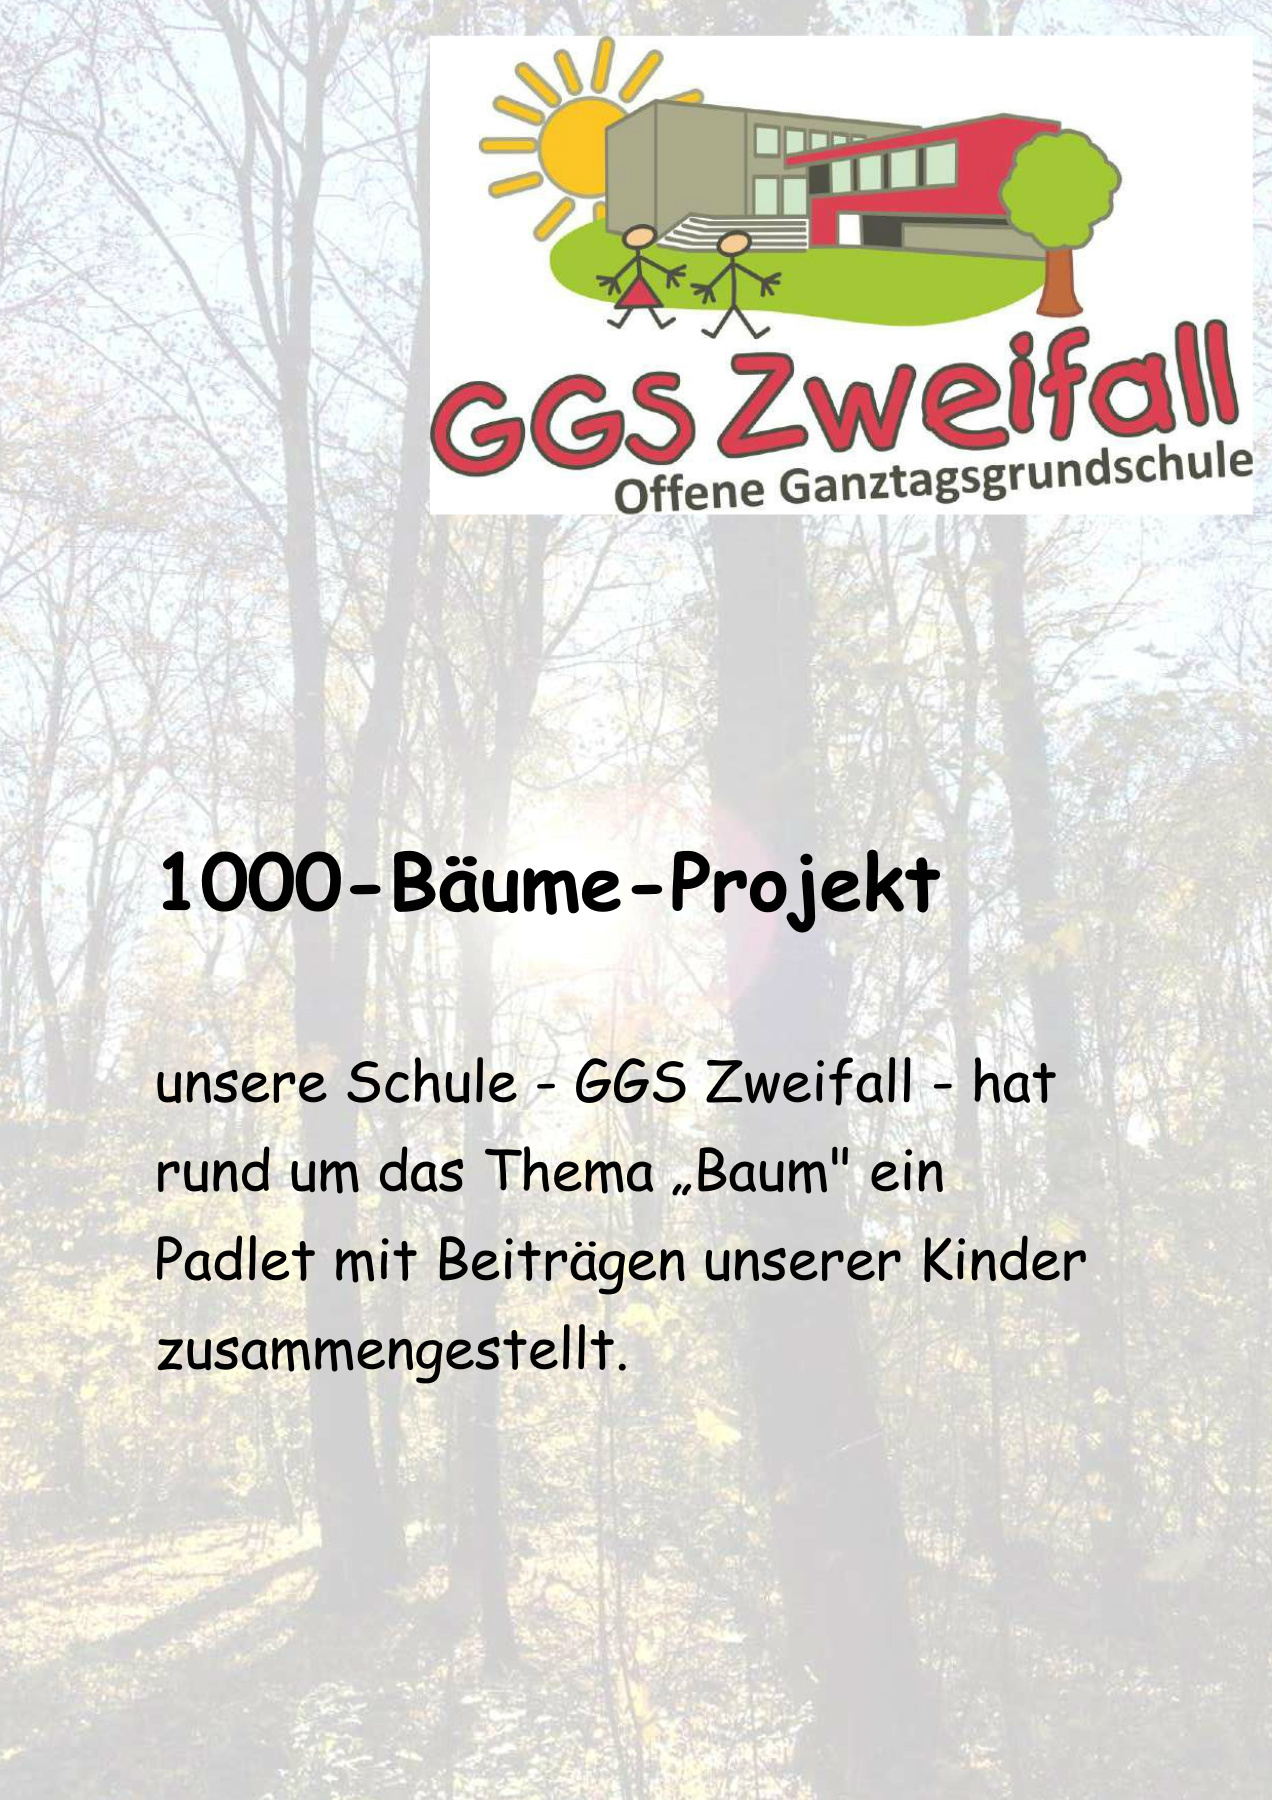 GGS Zweifall
Offene Ganztagsgrundschule
1000-Bäume-Projekt
unsere Schule - GGS Zweifall - hat
rund um das Thema „Baum" ein
Padlet mit Beiträgen unserer Kinder
zusammengestellt.